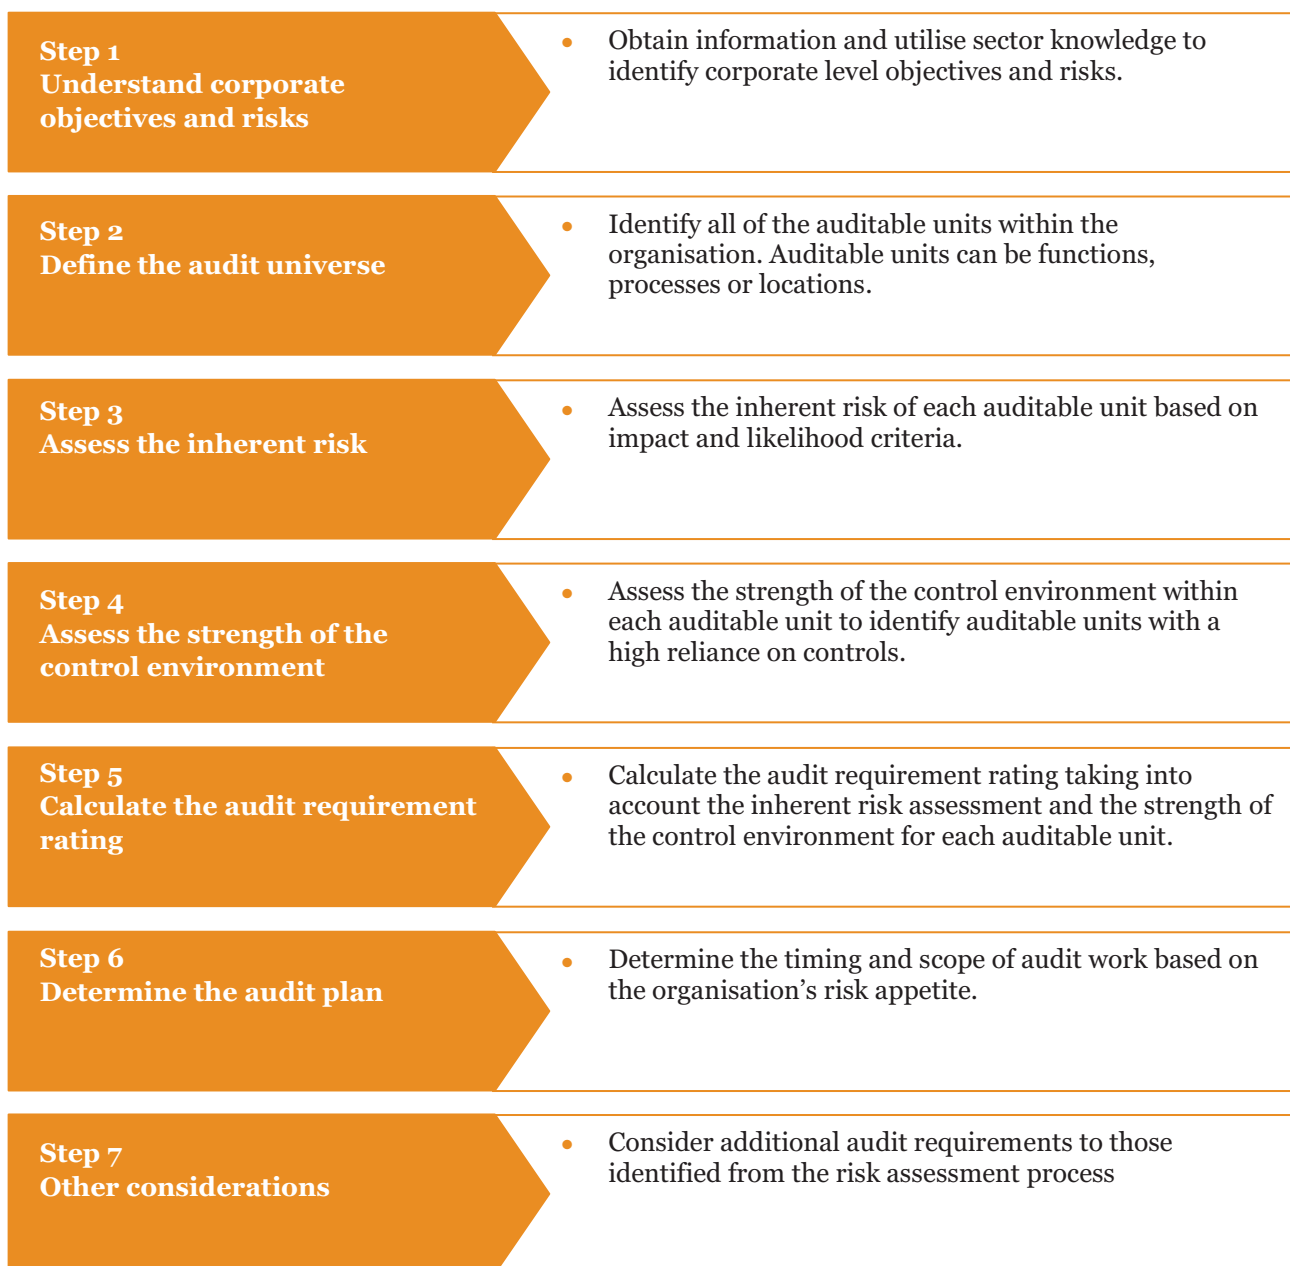 Step 1
Understand corporate
objectives and risks
• Obtain information and utilise sector knowledge to
identify corporate level objectives and risks.
Step 2
Define the audit universe
• Identify all of the auditable units within the
organisation. Auditable units can be functions,
processes or locations.
Step 3
Assess the inherent risk
• Assess the inherent risk of each auditable unit based on
impact and likelihood criteria.
Step 4
Assess the strength of the
control environment
• Assess the strength of the control environment within
each auditable unit to identify auditable units with a
high reliance on controls.
Step 5
Calculate the audit requirement
rating
• Calculate the audit requirement rating taking into
account the inherent risk assessment and the strength of
the control environment for each auditable unit.
Step 6
Determine the audit plan
• Determine the timing and scope of audit work based on
the organisation’s risk appetite.
Step 7
Other considerations
• Consider additional audit requirements to those
identified from the risk assessment process